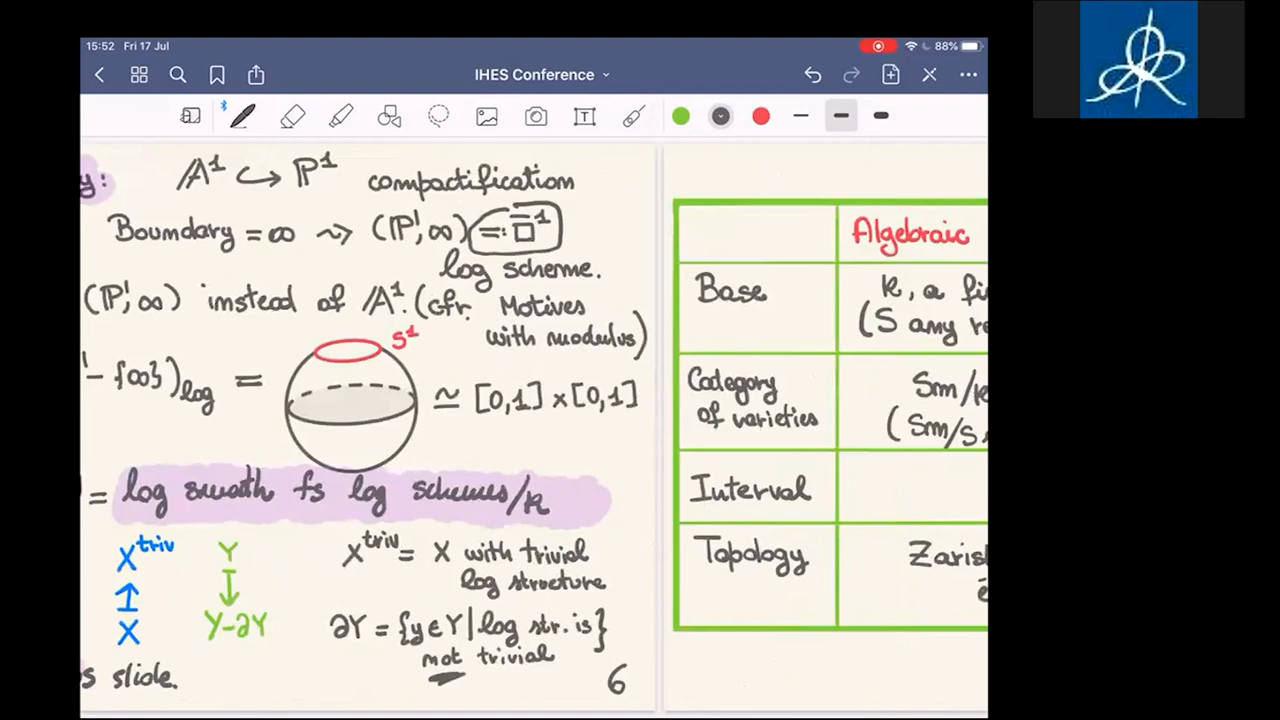 15:52 Fri 17 Jul
88%
IHES Conference
y:
𝔸¹ ↪ ℙ¹ compactification
Boundary = ∞ ⇝ (ℙ¹, ∞) =: □̄¹
log scheme.
(ℙ¹, ∞) instead of 𝔸¹. (cfr. Motives
with modulus)
S¹
- {∞})log = ≃ [0,1] × [0,1]
= log smooth fs log schemes/k
X^triv Y X^triv = X with trivial
log structure
↑ ↓
X Y-∂Y ∂Y = {y ∈ Y | log str. is
not trivial}
s slide.
6
Algebraic
Base k, a fi
(S any re
Category
of varieties
Sm/k
(Sm/S
Interval
Topology Zaris
é